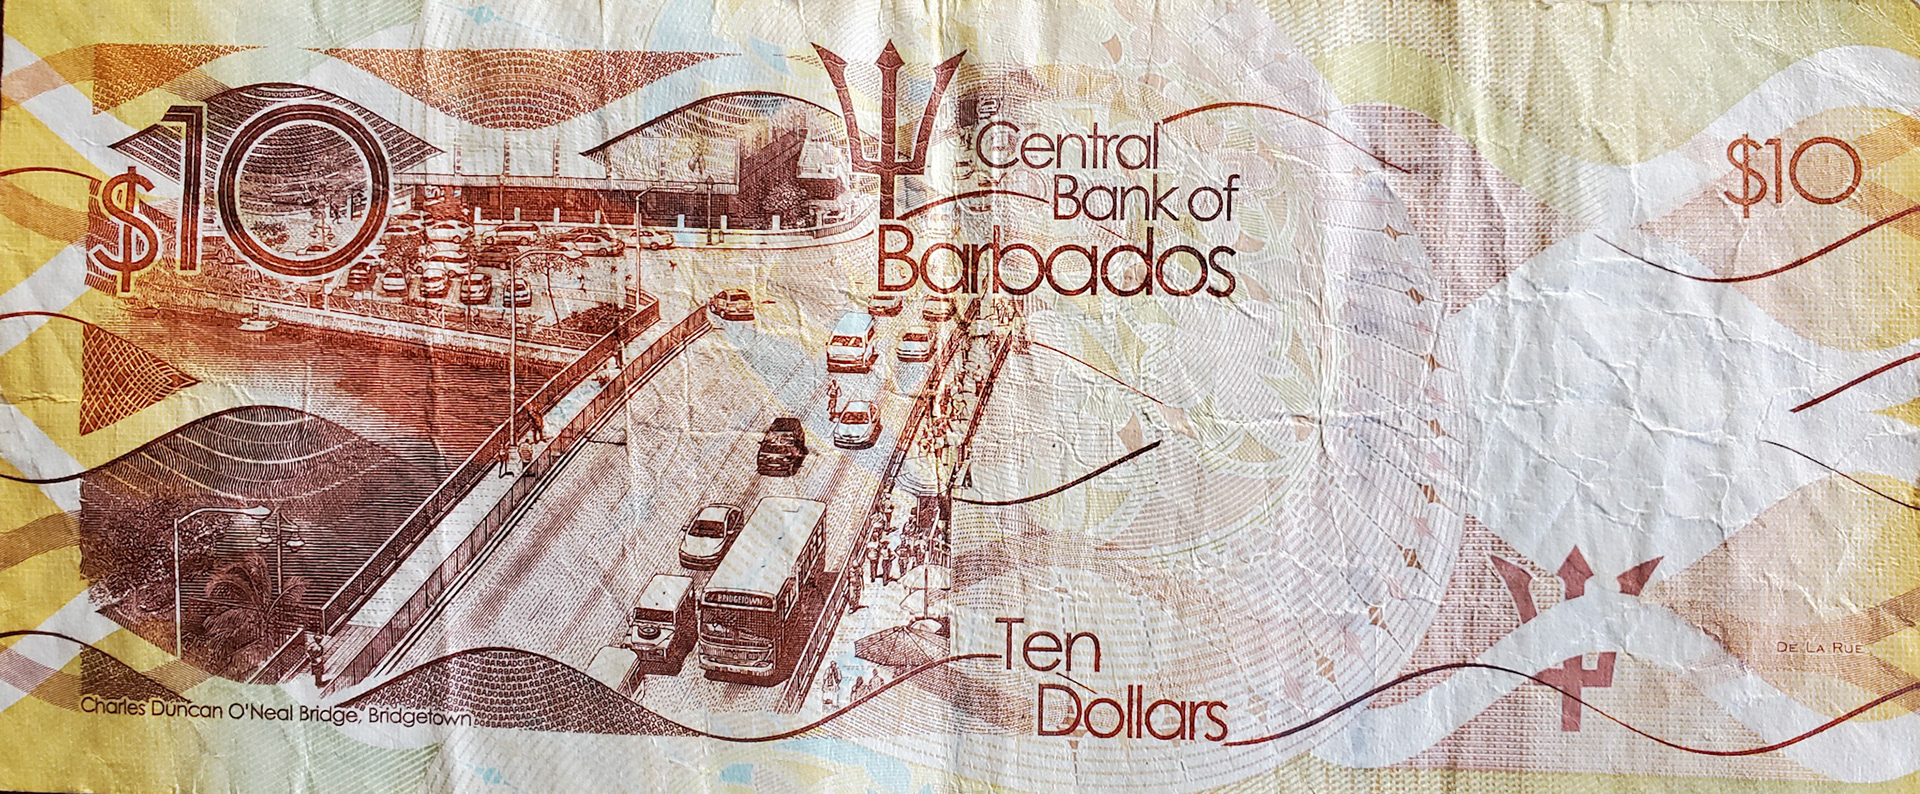 $10
Central
Bank of
Barbados
$10
BRIDGETOWN
Ten
Dollars
DE LA RUE
Charles Duncan O'Neal Bridge, Bridgetown